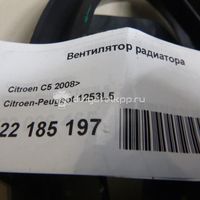 Вентилятор радиатора
Citroen C5 2008>
Citroen-Peugeot 1253L5
22 185 197